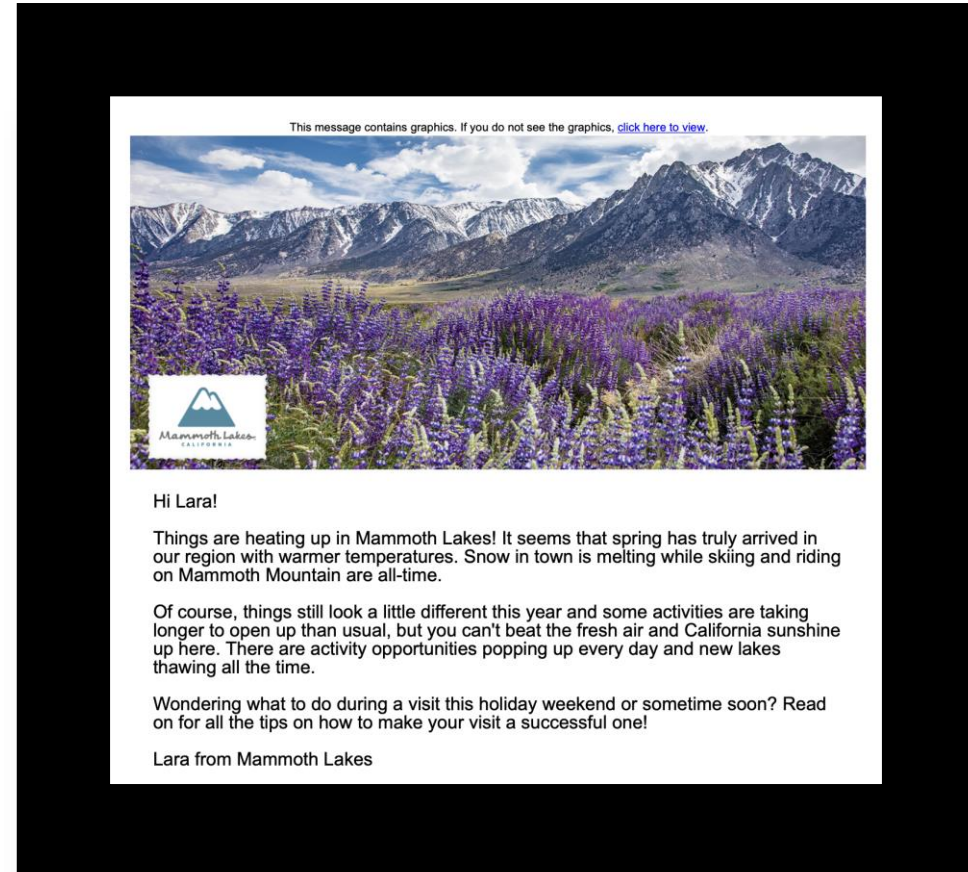 This message contains graphics. If you do not see the graphics, click here to view.
Mammoth Lakes
CALIFORNIA
Hi Lara!
Things are heating up in Mammoth Lakes! It seems that spring has truly arrived in
our region with warmer temperatures. Snow in town is melting while skiing and riding
on Mammoth Mountain are all-time.
Of course, things still look a little different this year and some activities are taking
longer to open up than usual, but you can't beat the fresh air and California sunshine
up here. There are activity opportunities popping up every day and new lakes
thawing all the time.
Wondering what to do during a visit this holiday weekend or sometime soon? Read
on for all the tips on how to make your visit a successful one!
Lara from Mammoth Lakes